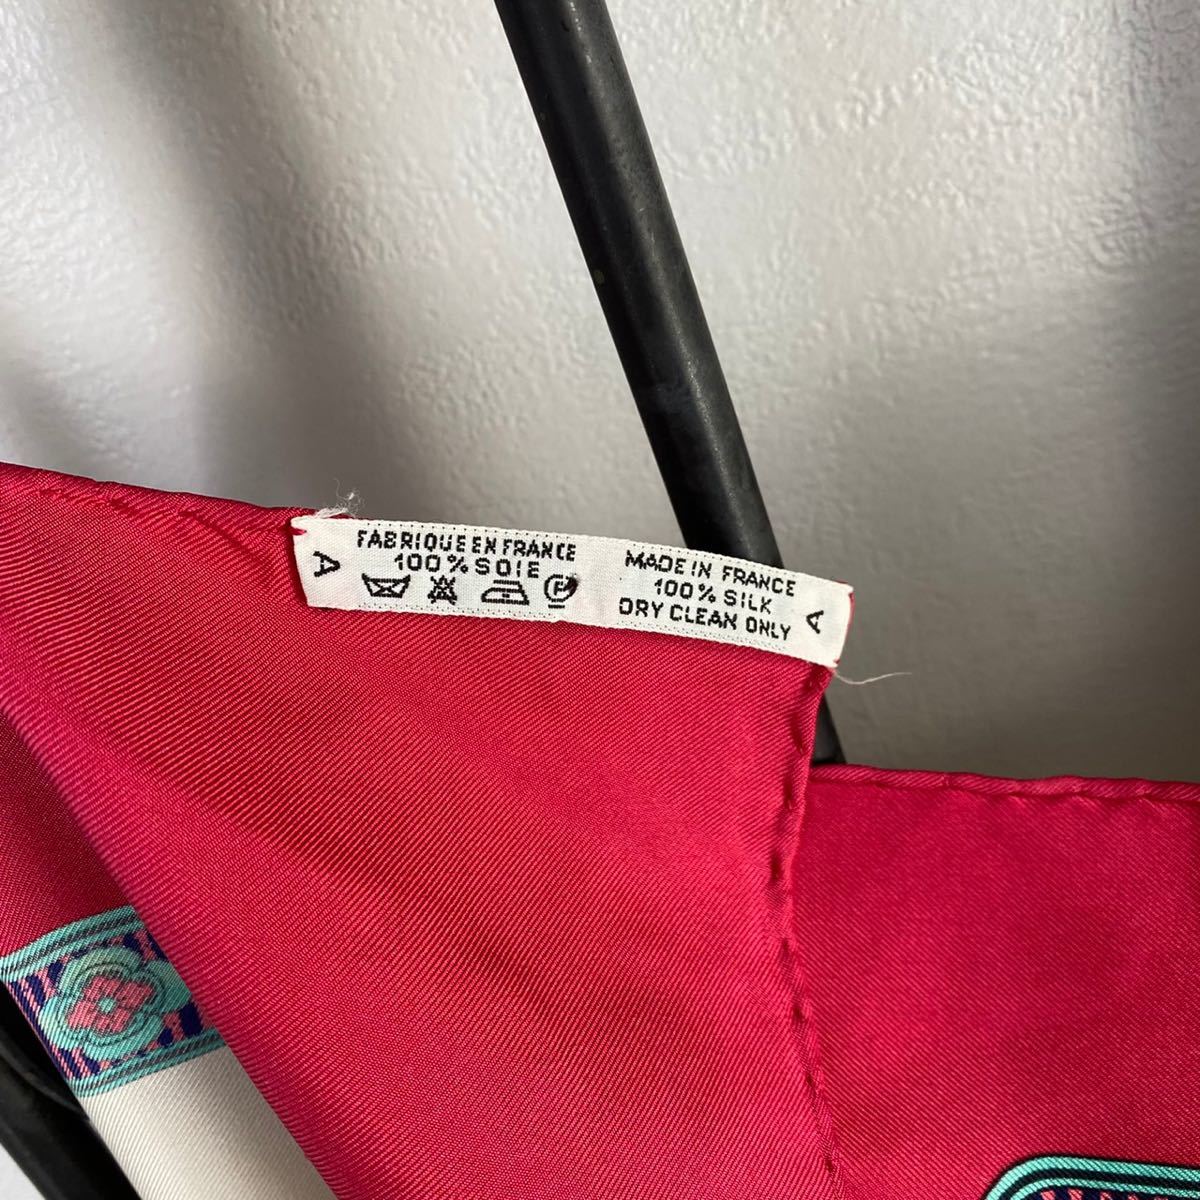 A
FABRIQUE EN FRANCE
100% SOIE
P
MADE IN FRANCE
100% SILK
DRY CLEAN ONLY
A